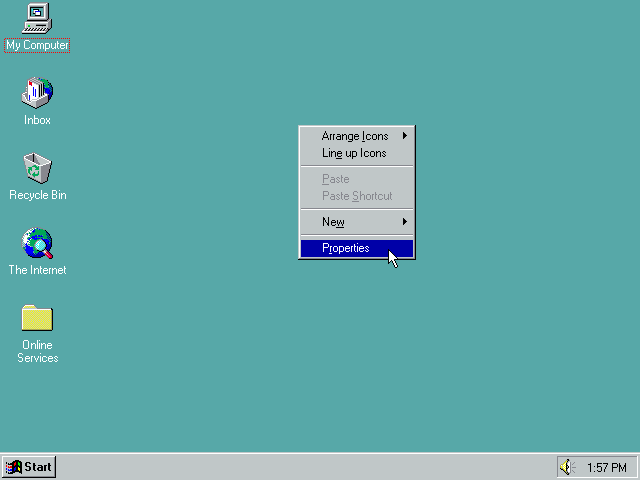 My Computer
Inbox
Recycle Bin
The Internet
Online
Services
Arrange Icons
Line up Icons
Paste
Paste Shortcut
New
Properties
Start
1:57 PM